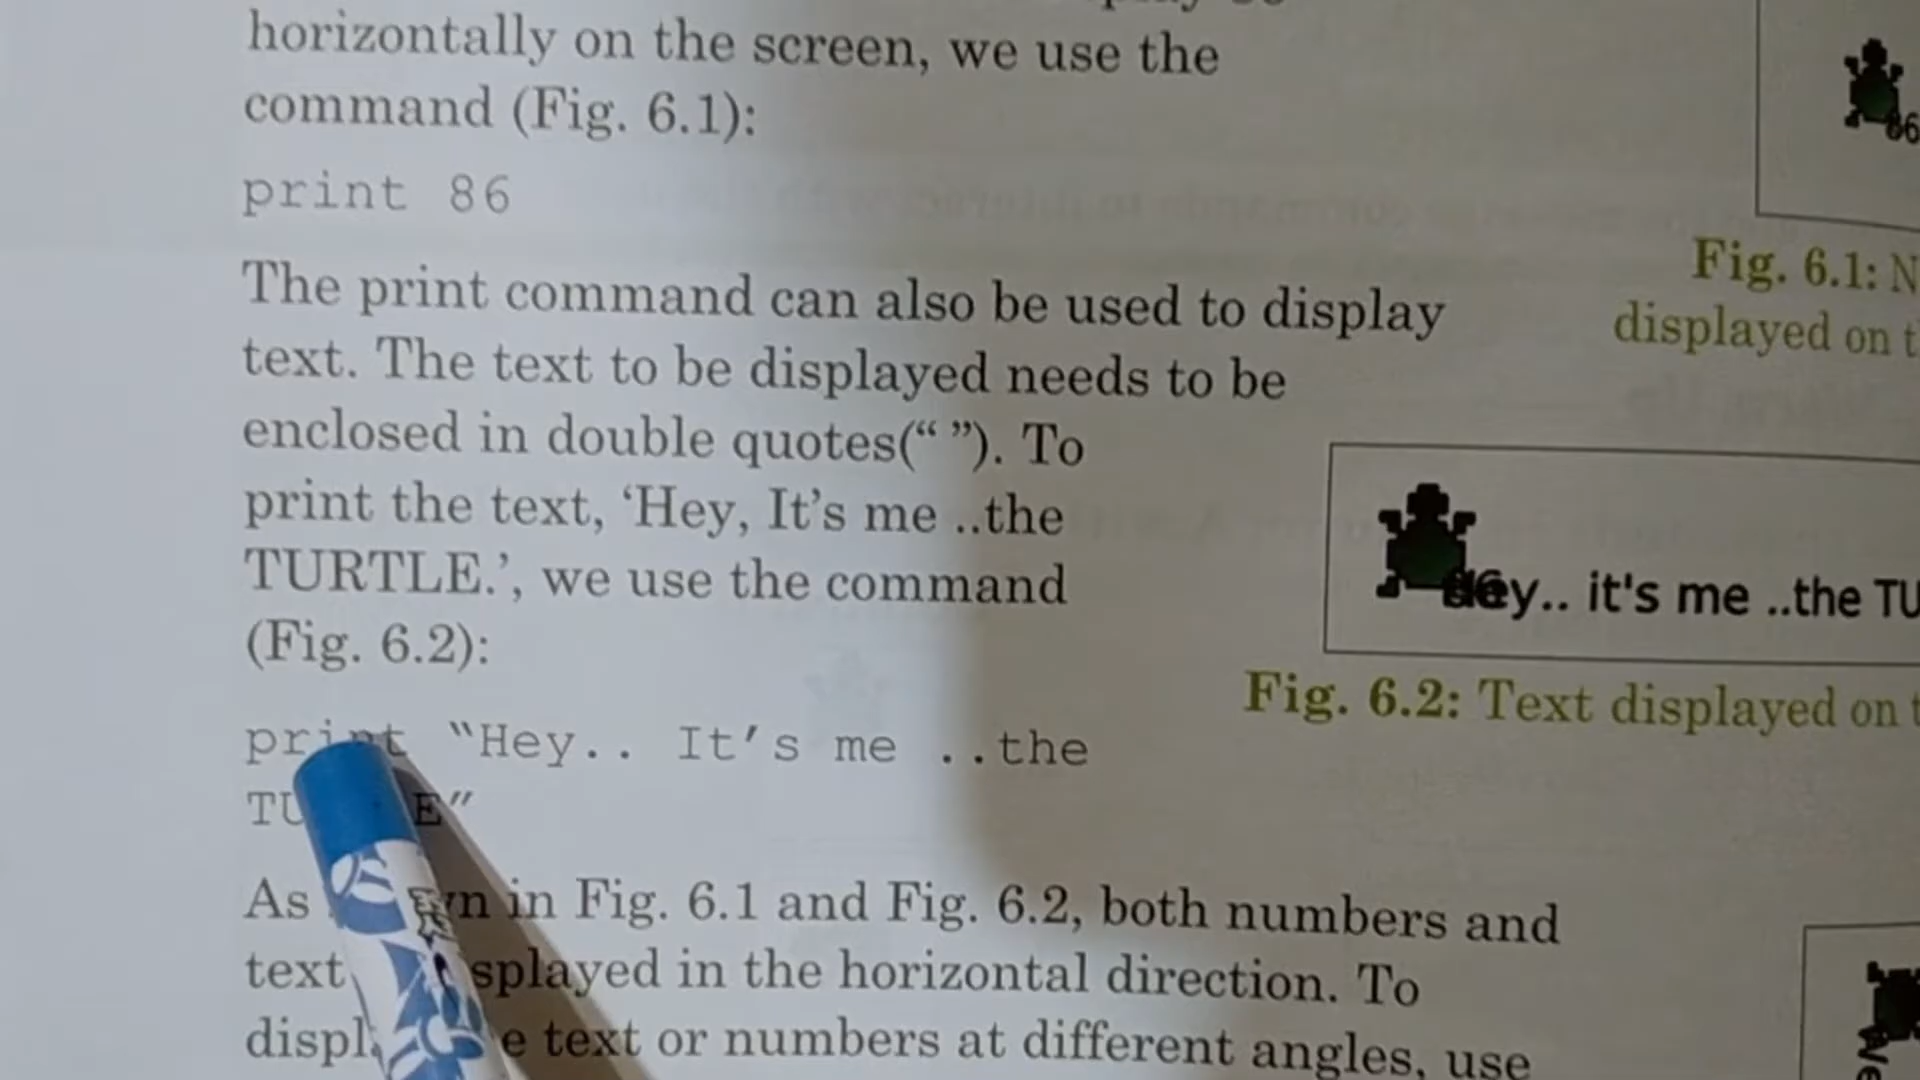 horizontally on the screen, we use the
command (Fig. 6.1):
print 86
The print command can also be used to display
text. The text to be displayed needs to be
enclosed in double quotes(“ ”). To
print the text, ‘Hey, It’s me ..the
TURTLE.’, we use the command
(Fig. 6.2):
print “Hey.. It’s me ..the
As in Fig. 6.1 and Fig. 6.2, both numbers and
text in the horizontal direction. To
text or numbers at different angles, use
Fig. 6.1:
displayed on
it's me ..the
Fig. 6.2: Text displayed on